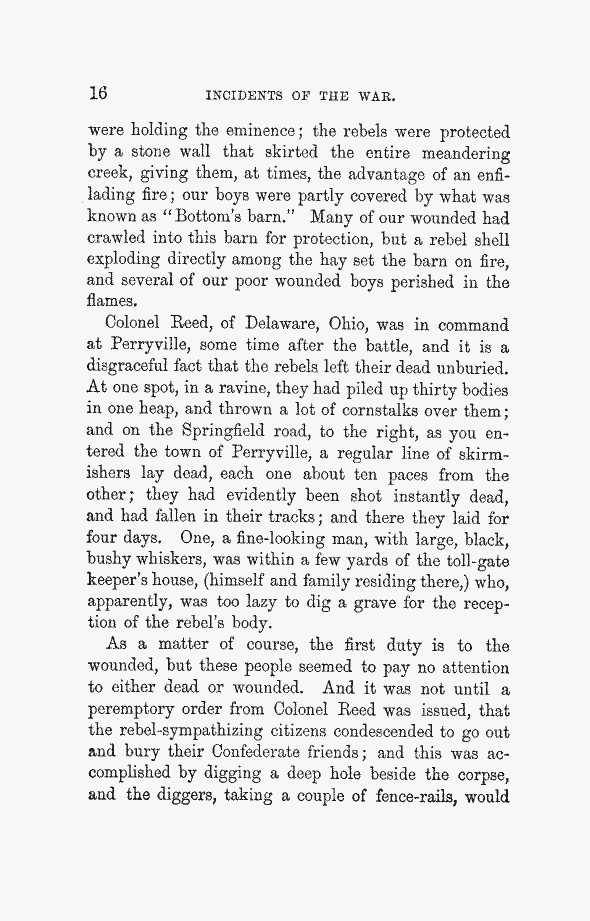 16 INCIDENTS OF THE WAR.
were holding the eminence; the rebels were protected
by a stone wall that skirted the entire meandering
creek, giving them, at times, the advantage of an enfi-
lading fire; our boys were partly covered by what was
known as "Bottom's barn." Many of our wounded had
crawled into this barn for protection, but a rebel shell
exploding directly among the hay set the barn on fire,
and several of our poor wounded boys perished in the
flames.
Colonel Reed, of Delaware, Ohio, was in command
at Perryville, some time after the battle, and it is a
disgraceful fact that the rebels left their dead unburied.
At one spot, in a ravine, they had piled up thirty bodies
in one heap, and thrown a lot of cornstalks over them;
and on the Springfield road, to the right, as you en-
tered the town of Perryville, a regular line of skirm-
ishers lay dead, each one about ten paces from the
other; they had evidently been shot instantly dead,
and had fallen in their tracks; and there they laid for
four days. One, a fine-looking man, with large, black,
bushy whiskers, was within a few yards of the toll-gate
keeper's house, (himself and family residing there,) who,
apparently, was too lazy to dig a grave for the recep-
tion of the rebel's body.
As a matter of course, the first duty is to the
wounded, but these people seemed to pay no attention
to either dead or wounded. And it was not until a
peremptory order from Colonel Reed was issued, that
the rebel-sympathizing citizens condescended to go out
and bury their Confederate friends; and this was ac-
complished by digging a deep hole beside the corpse,
and the diggers, taking a couple of fence-rails, would